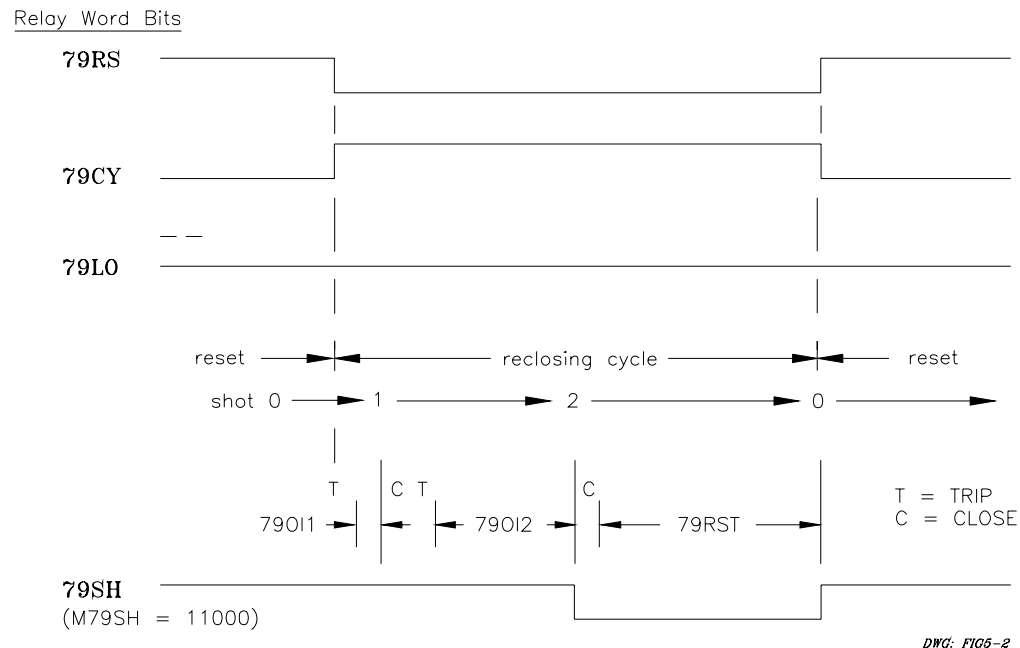 Relay Word Bits
79RS
79CY
79LO
reset reclosing cycle reset
shot 0 1 2 0
T C T C
79OI1 79OI2 79RST
T = TRIP
C = CLOSE
79SH
(M79SH = 11000)
DWG: FIG5-2